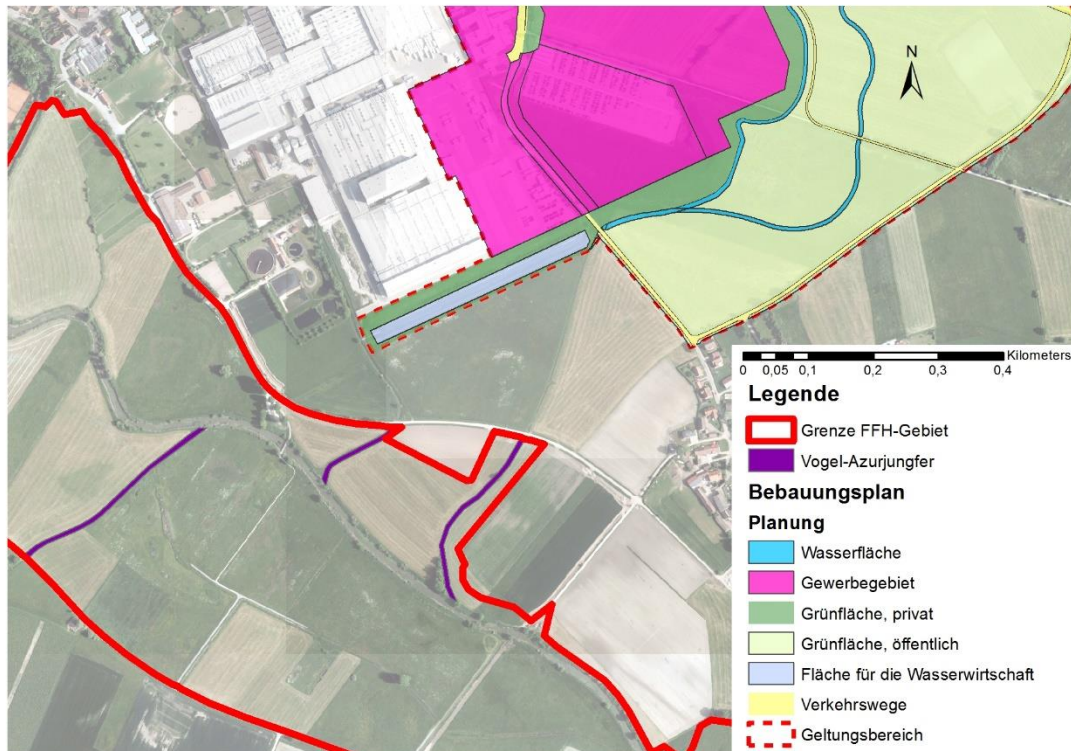 N
Kilometers
0 0,05 0,1 0,2 0,3 0,4
Legende
Grenze FFH-Gebiet
Vogel-Azurjungfer
Bebauungsplan
Planung
Wasserfläche
Gewerbegebiet
Grünfläche, privat
Grünfläche, öffentlich
Fläche für die Wasserwirtschaft
Verkehrswege
Geltungsbereich